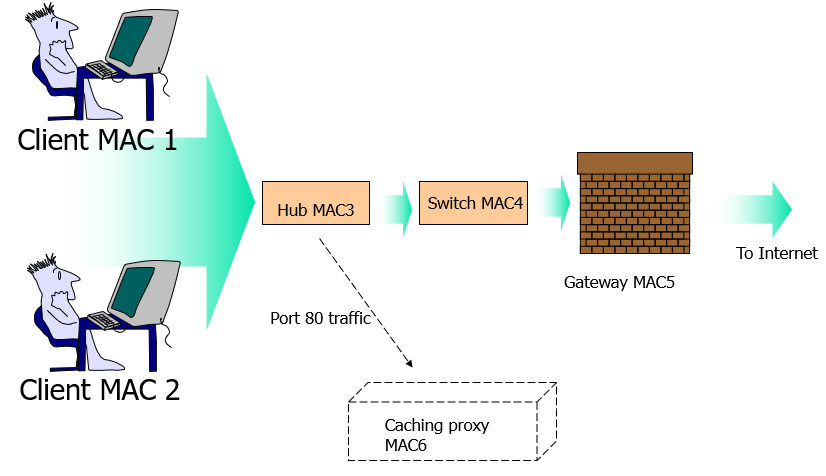 Client MAC 1
Hub MAC3
Switch MAC4
To Internet
Gateway MAC5
Port 80 traffic
Client MAC 2
Caching proxy
MAC6